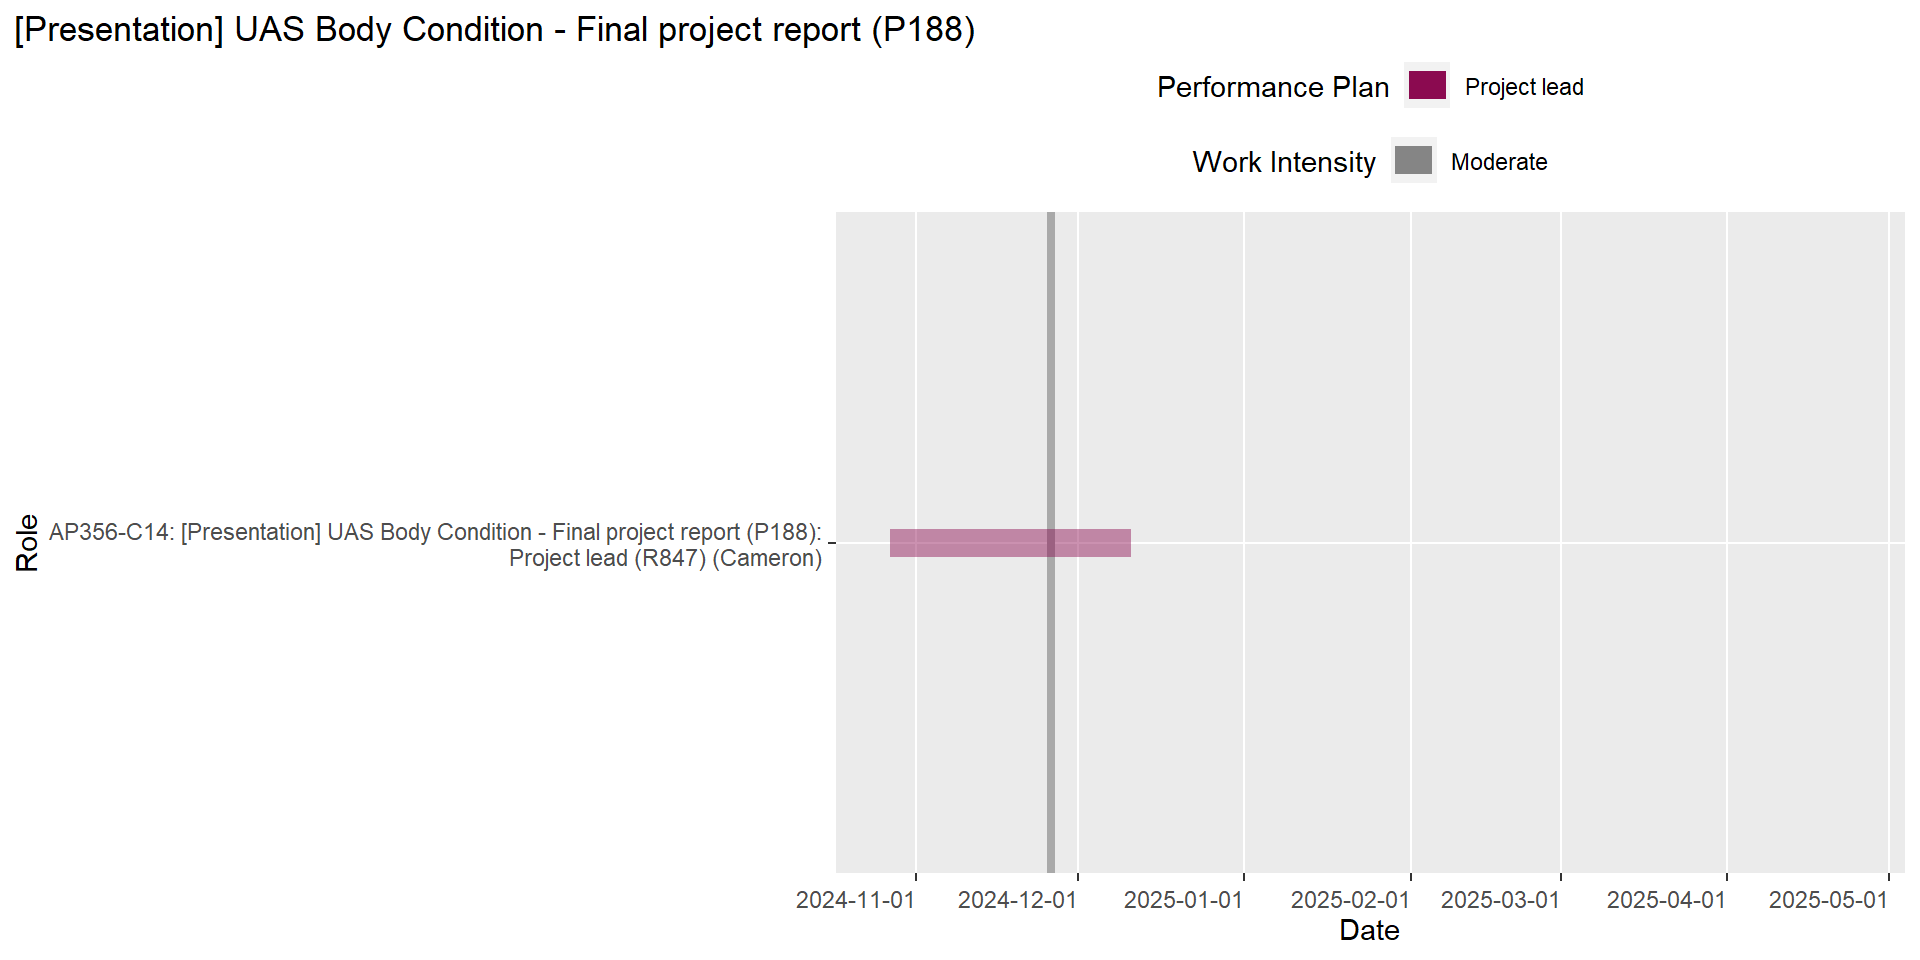 [Presentation] UAS Body Condition - Final project report (P188)
Performance Plan
Project lead
Work Intensity
Moderate
Role
AP356-C14: [Presentation] UAS Body Condition - Final project report (P188):
Project lead (R847) (Cameron)
2024-11-01
2024-12-01
2025-01-01
2025-02-01
2025-03-01
2025-04-01
2025-05-01
Date